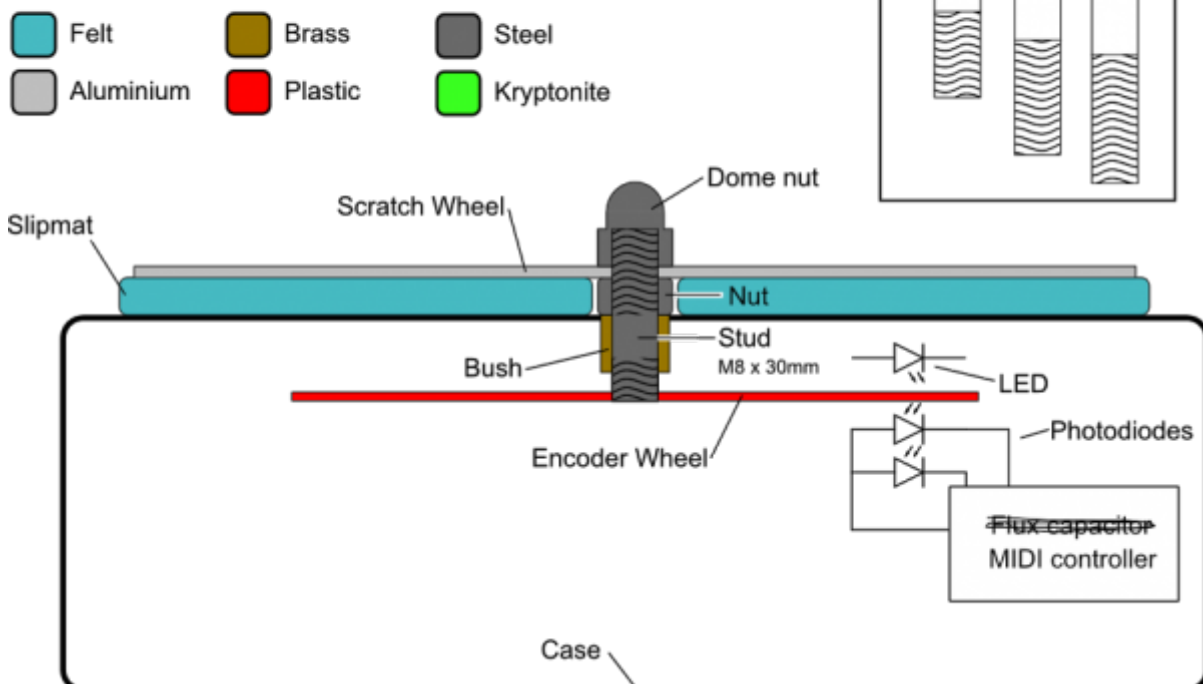 Felt
Brass
Steel
Aluminium
Plastic
Kryptonite
Dome nut
Scratch Wheel
Slipmat
Nut
Stud
M8 x 30mm
Bush
LED
Photodiodes
Encoder Wheel
Flux capacitor
MIDI controller
Case